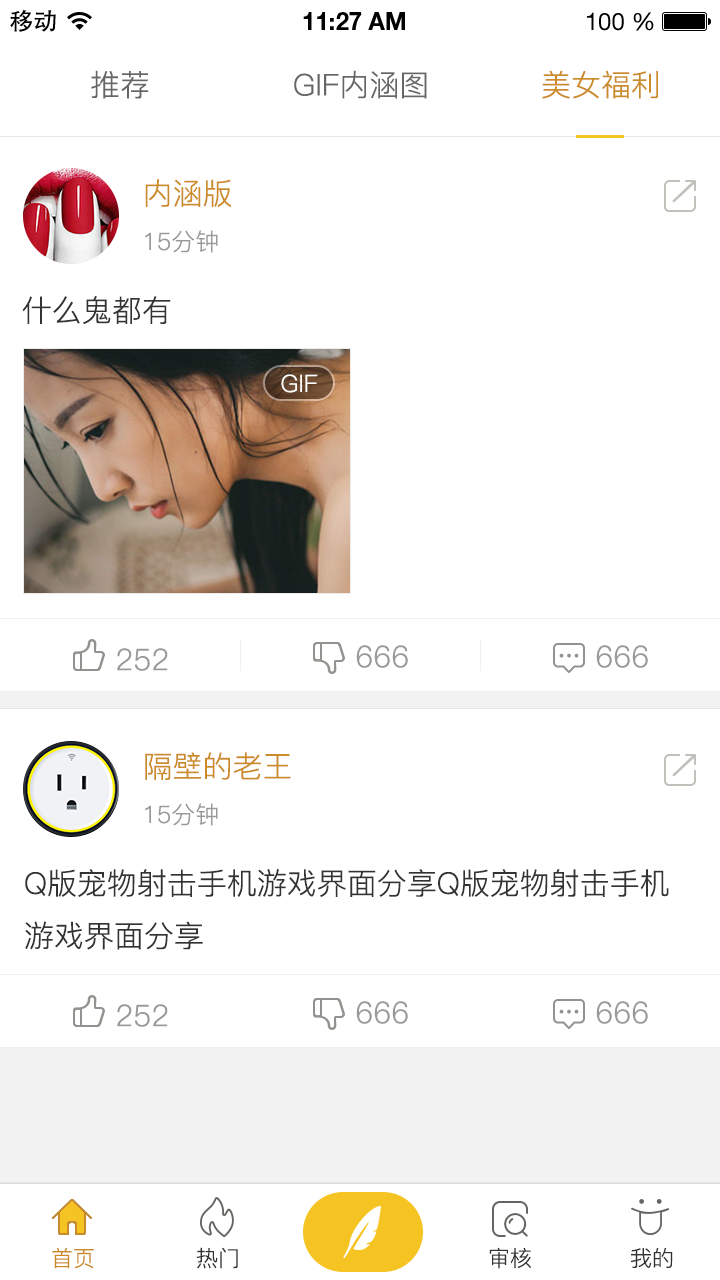 移动 11:27 AM 100 %
推荐 GIF内涵图 美女福利
内涵版
15分钟
什么鬼都有
GIF
252 666 666
隔壁的老王
15分钟
Q版宠物射击手机游戏界面分享Q版宠物射击手机
游戏界面分享
252 666 666
首页 热门 审核 我的